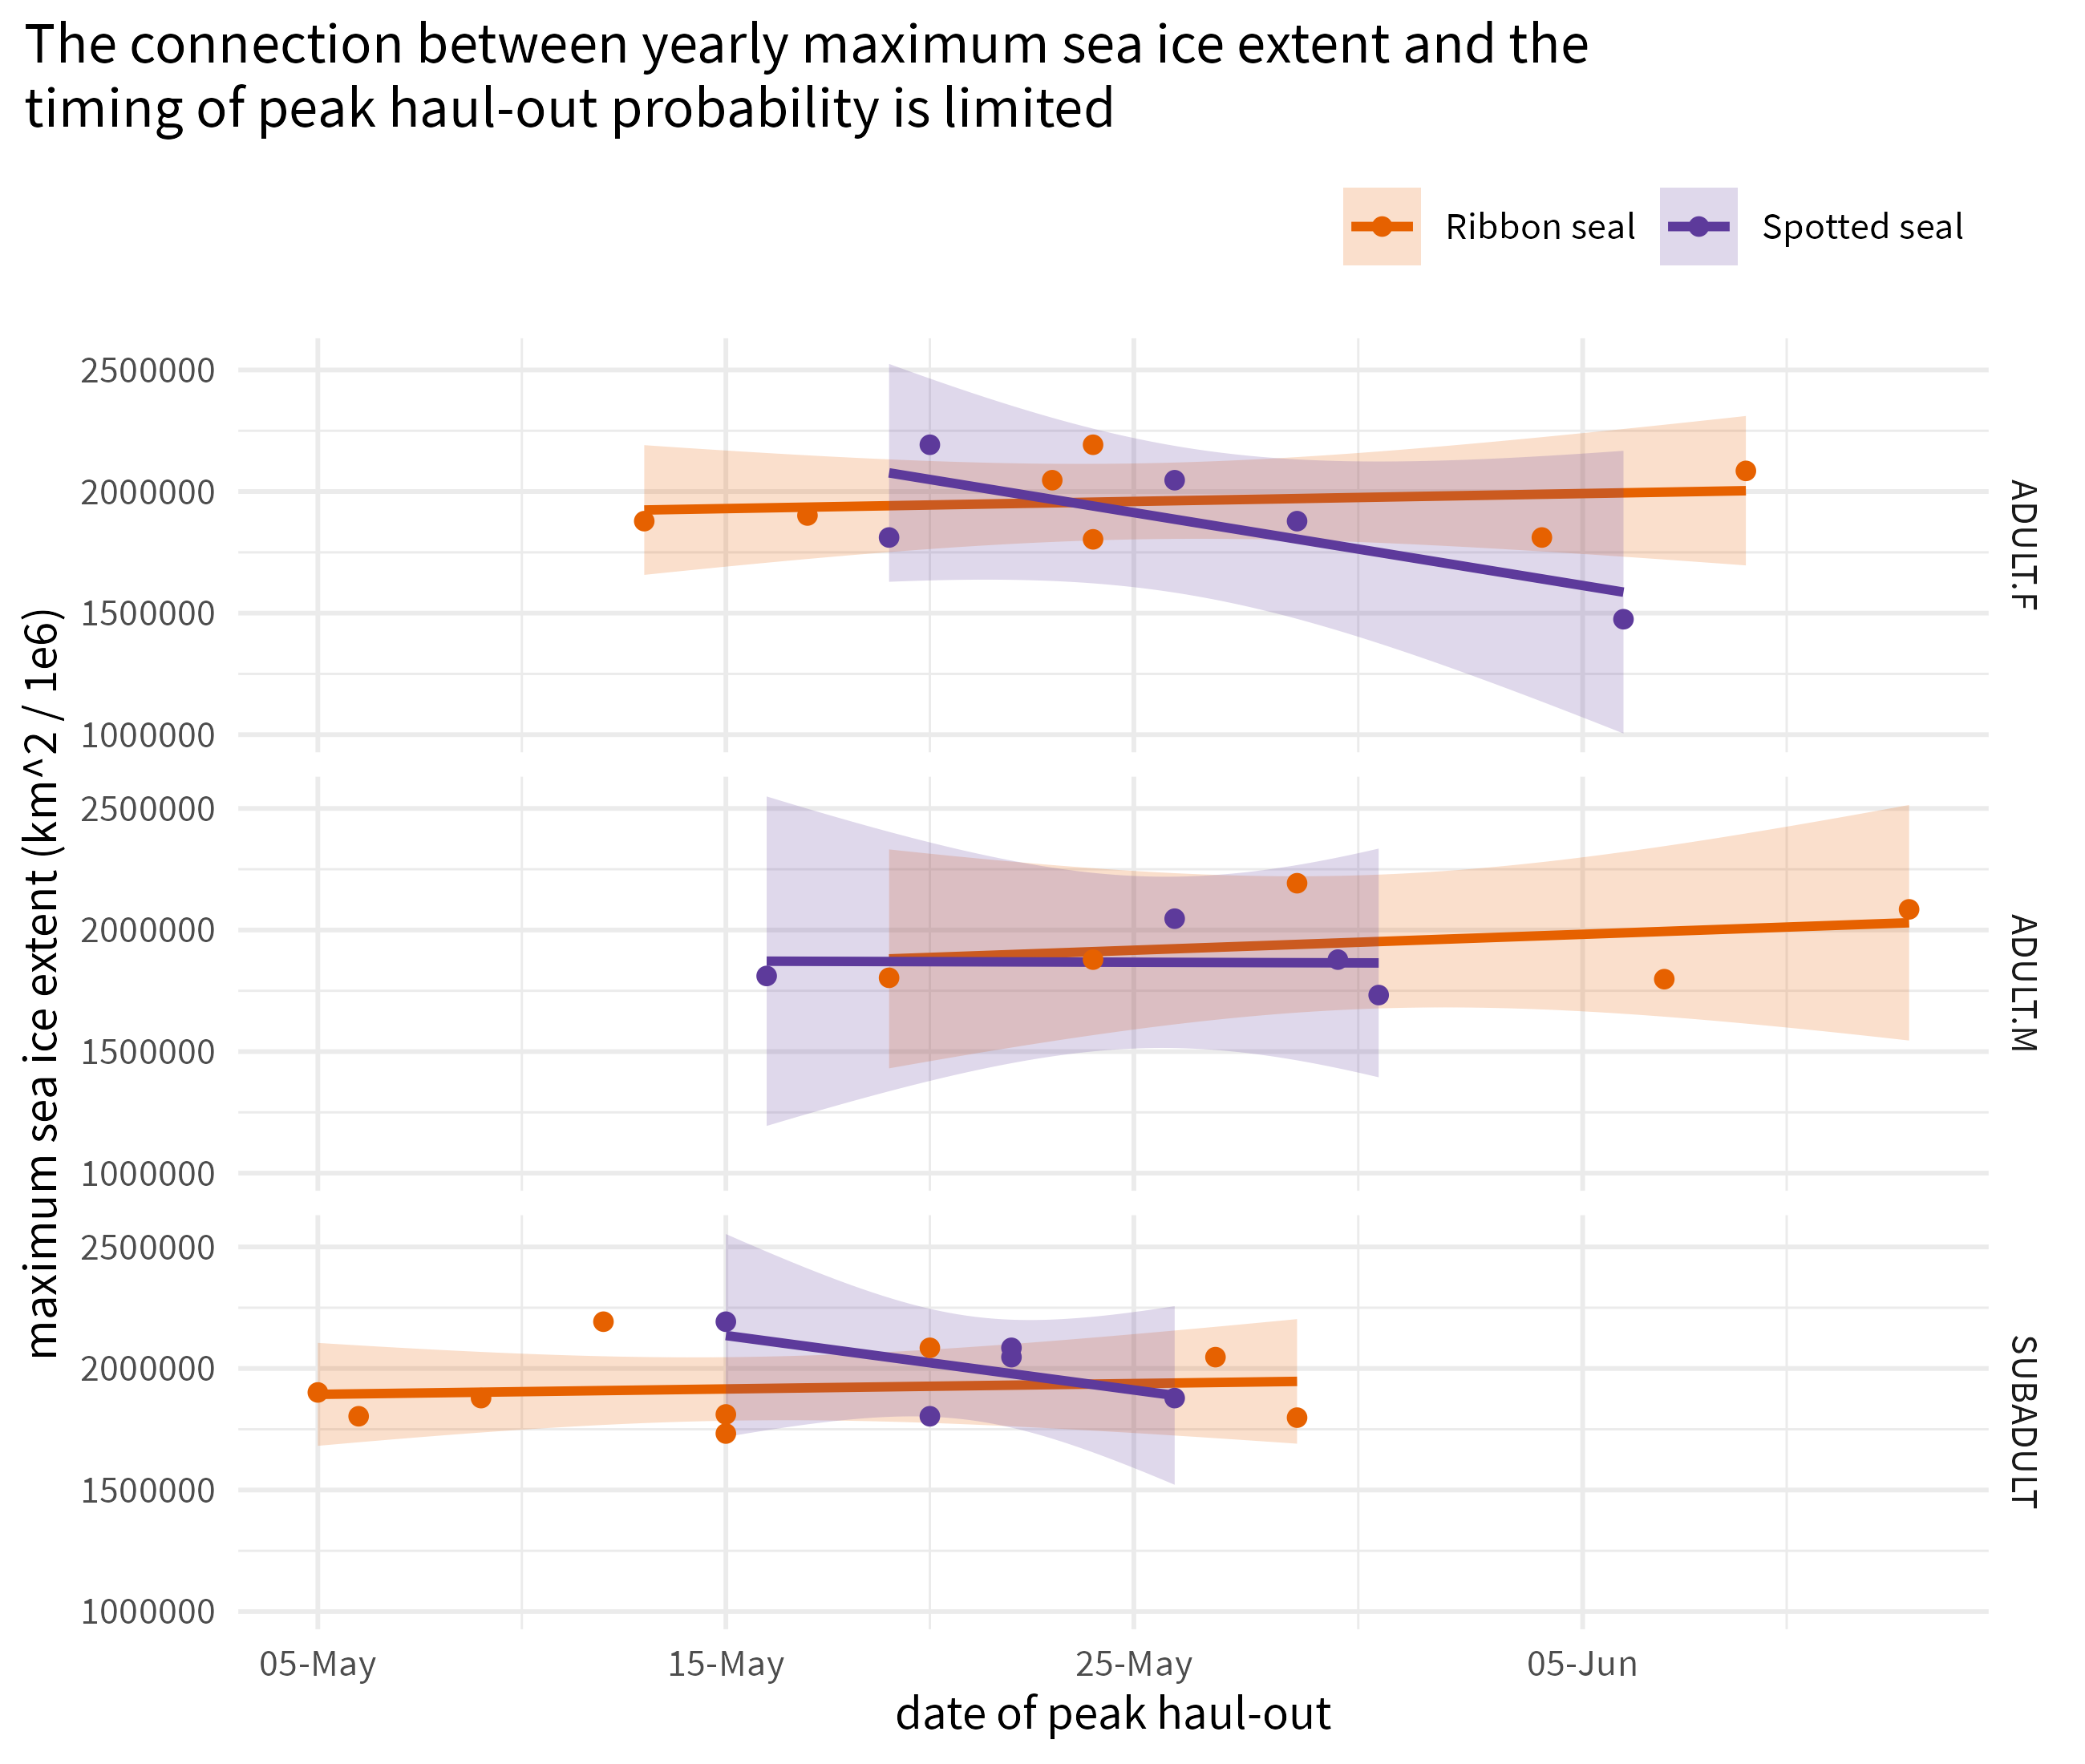 The connection between yearly maximum sea ice extent and the
timing of peak haul-out probability is limited
Ribbon seal
Spotted seal
maximum sea ice extent (km^2 / 1e6)
2500000
2000000
1500000
1000000
ADULT.F
2500000
2000000
1500000
1000000
ADULT.M
2500000
2000000
1500000
1000000
SUBADULT
05-May
15-May
25-May
05-Jun
date of peak haul-out